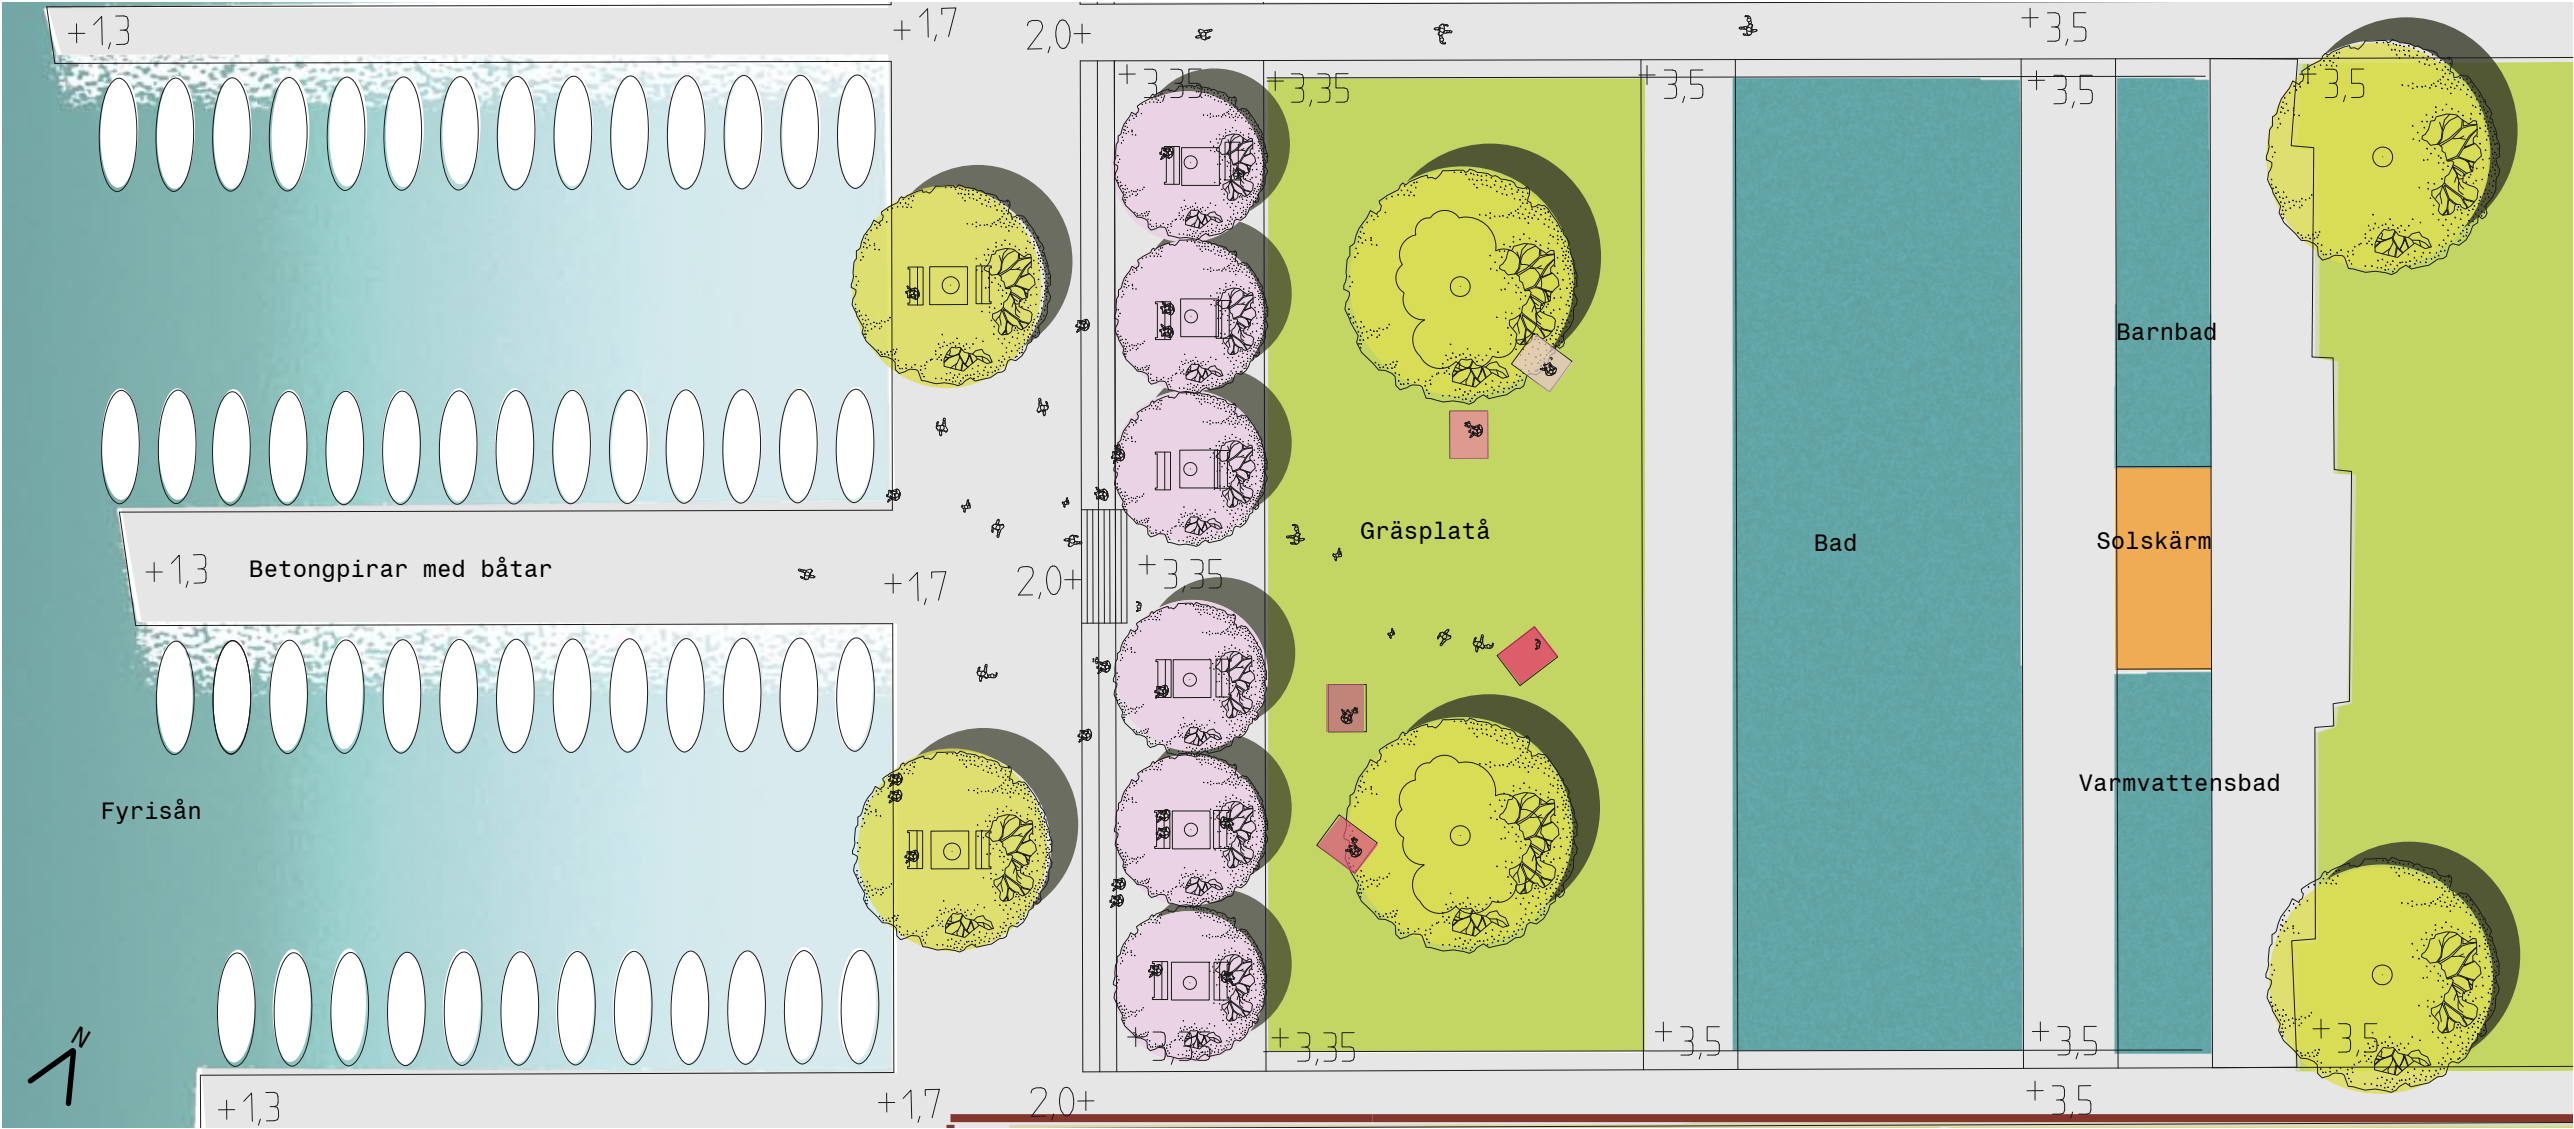 +1,3
+1,7
2,0+
+3,5
+3,35
+3,35
+3,5
+3,5
+3,5
Barnbad
Gräsplatå
Bad
Solskärm
+1,3
Betongpirar med båtar
+1,7
2,0+
+3,35
Varmvattensbad
Fyrisån
N
+3,35
+3,35
+3,5
+3,5
+3,5
+1,3
+1,7
2,0+
+3,5